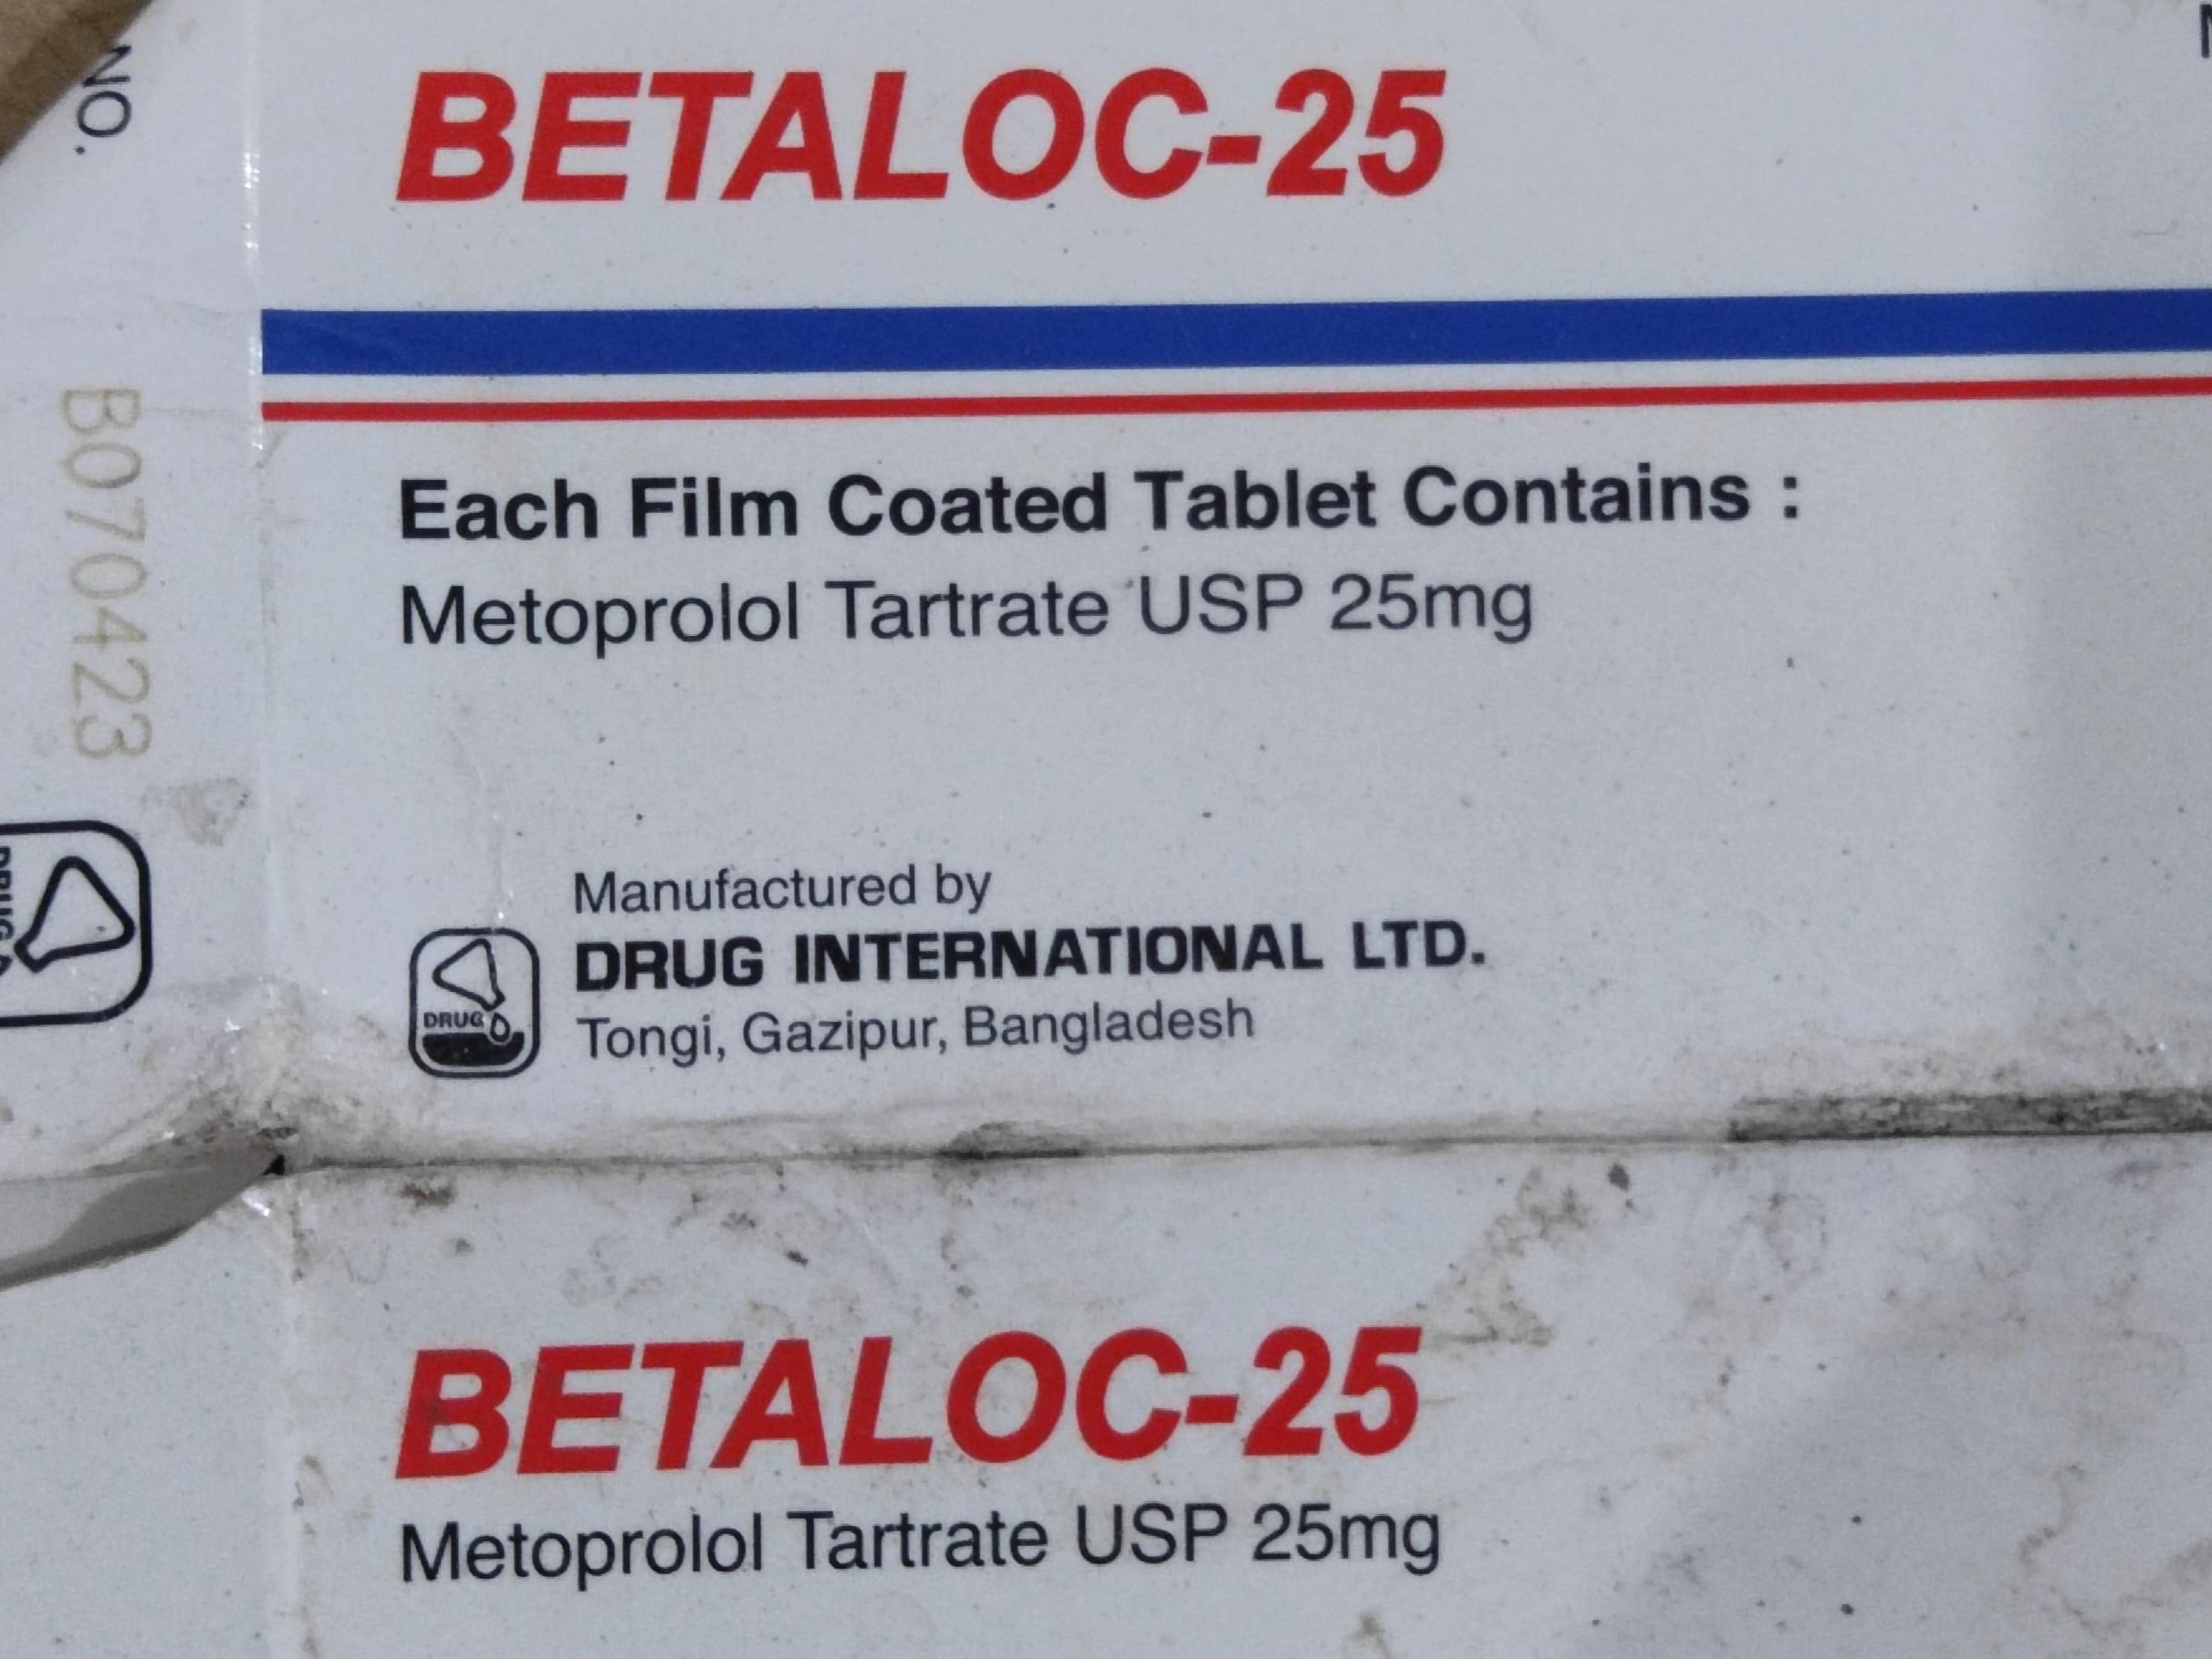 NO.
B070423
BETALOC-25
Each Film Coated Tablet Contains :
Metoprolol Tartrate USP 25mg
Manufactured by
DRUG INTERNATIONAL LTD.
Tongi, Gazipur, Bangladesh
DRUG
DRUG
BETALOC-25
Metoprolol Tartrate USP 25mg